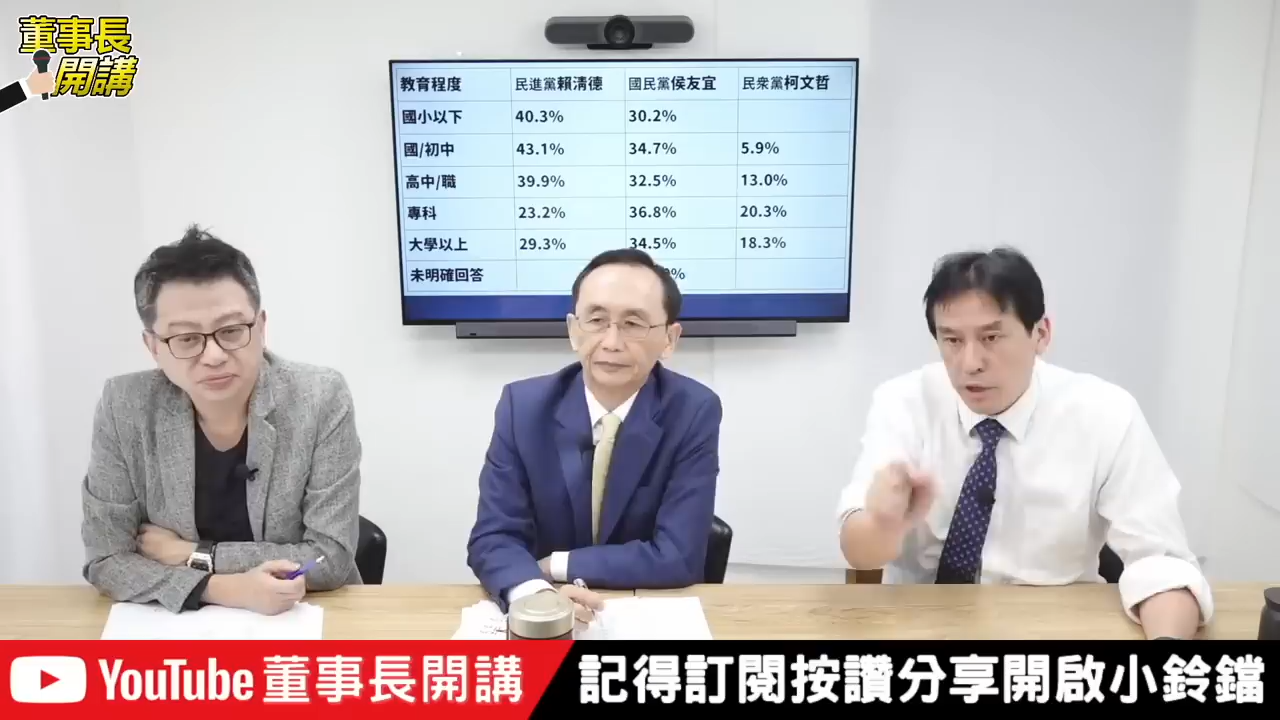 董事長
開講
教育程度 民進黨賴清德 國民黨侯友宜 民眾黨柯文哲
國小以下 40.3% 30.2%
國/初中 43.1% 34.7% 5.9%
高中/職 39.9% 32.5% 13.0%
專科 23.2% 36.8% 20.3%
大學以上 29.3% 34.5% 18.3%
未明確回答
YouTube 董事長開講 記得訂閱按讚分享開啟小鈴鐺